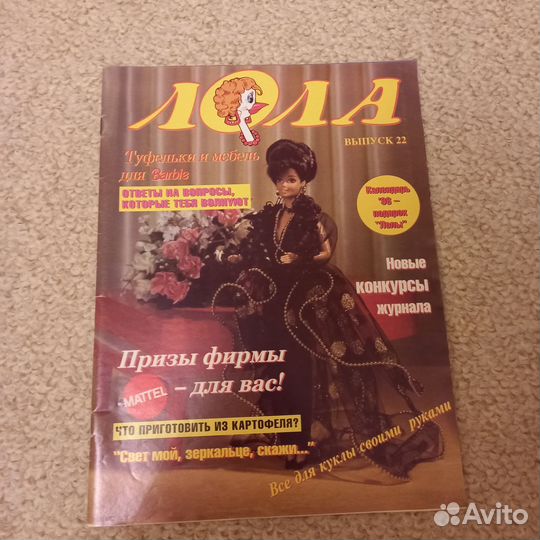 ЛОЛА
ВЫПУСК 22
Туфельки и мебель
для Barbie
ОТВЕТЫ НА ВОПРОСЫ,
КОТОРЫЕ ТЕБЯ ВОЛНУЮТ
Календарь
'96 –
подарок
"Лолы"
Новые
конкурсы
журнала
Призы фирмы
MATTEL – для вас!
ЧТО ПРИГОТОВИТЬ ИЗ КАРТОФЕЛЯ?
"Свет мой, зеркальце, скажи..."
Все для куклы своими руками
Avito